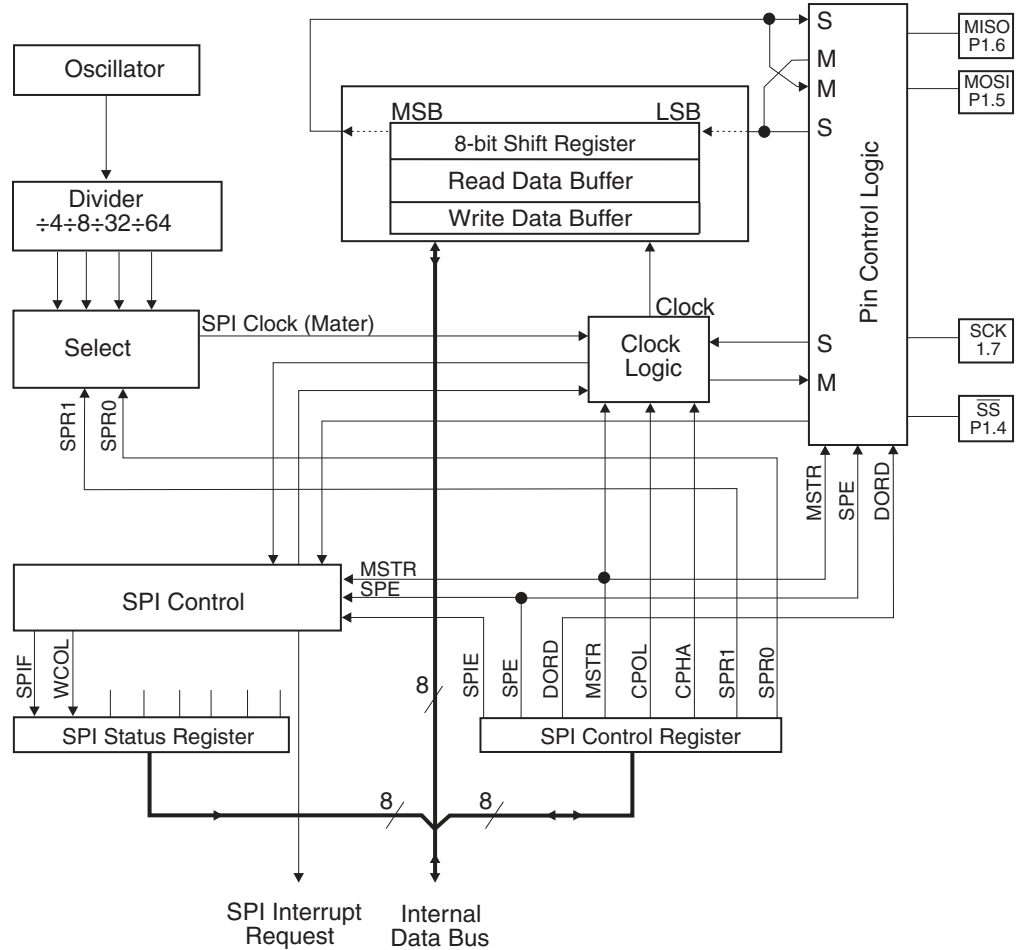 Oscillator
Divider
÷4÷8÷32÷64
Select
SPI Clock (Mater)
SPR1
SPR0
MSB
LSB
8-bit Shift Register
Read Data Buffer
Write Data Buffer
Clock
Clock
Logic
S
M
M
S
S
M
Pin Control Logic
MISO
P1.6
MOSI
P1.5
SCK
1.7
SS
P1.4
MSTR
SPE
DORD
SPI Control
MSTR
SPE
SPIF
WCOL
SPI Status Register
8
SPIE
SPE
DORD
MSTR
CPOL
CPHA
SPR1
SPR0
SPI Control Register
8
8
SPI Interrupt
Request
Internal
Data Bus